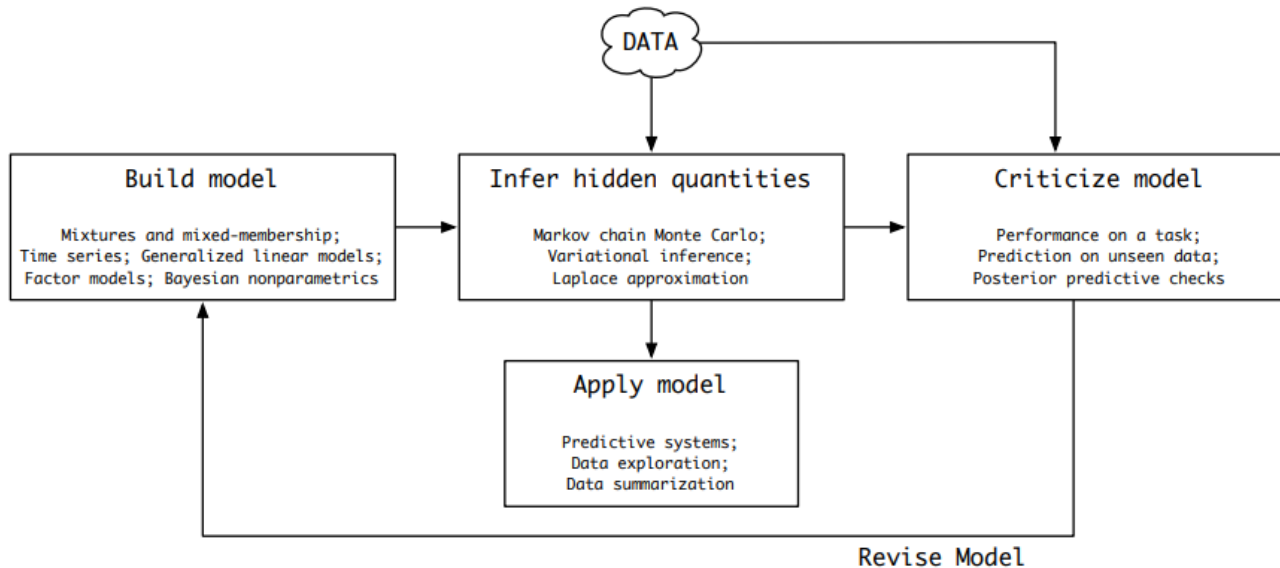 DATA
Build model
Mixtures and mixed-membership;
Time series; Generalized linear models;
Factor models; Bayesian nonparametrics
Infer hidden quantities
Markov chain Monte Carlo;
Variational inference;
Laplace approximation
Criticize model
Performance on a task;
Prediction on unseen data;
Posterior predictive checks
Apply model
Predictive systems;
Data exploration;
Data summarization
Revise Model